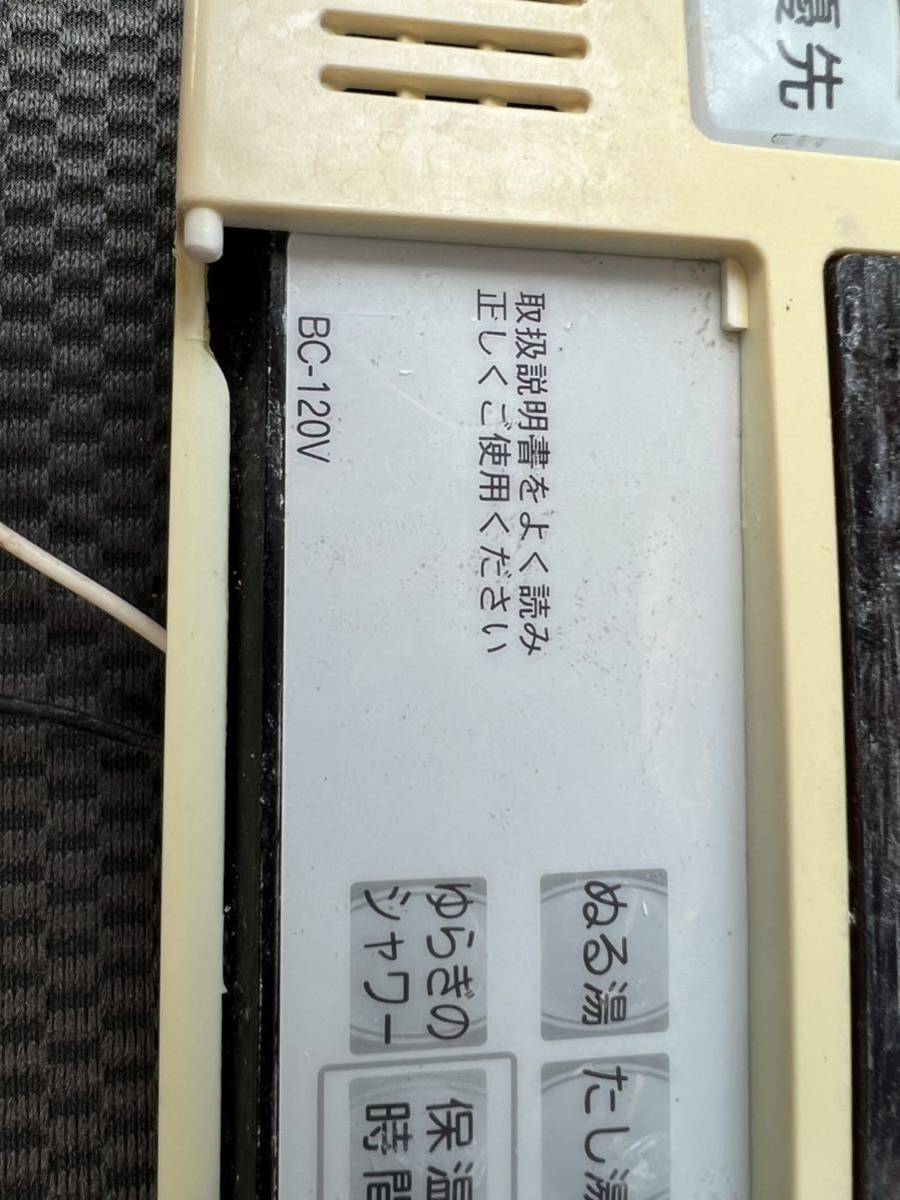 優先
取扱説明書をよく読み
正しくご使用ください
BC-120V
ぬる湯
たし湯
ゆらぎの
シャワー
保温
時間